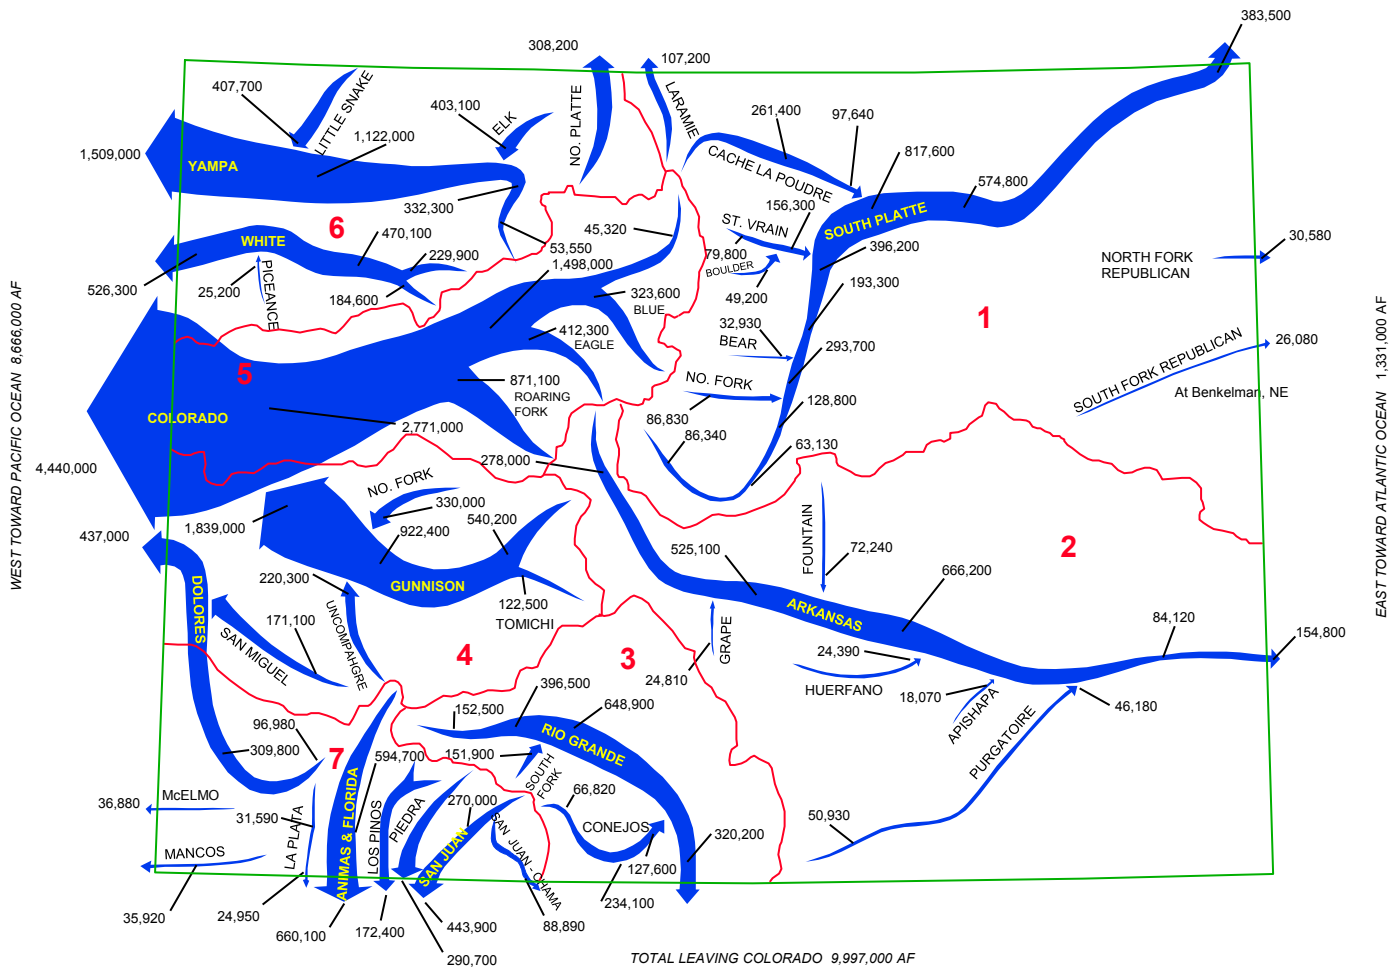 383,500
308,200
107,200
407,700
LITTLE SNAKE
403,100
ELK
NO. PLATTE
LARAMIE
261,400
97,640
1,122,000
817,600
1,509,000
YAMPA
CACHE LA POUDRE
574,800
332,300
156,300
ST. VRAIN
SOUTH PLATTE
6
45,320
470,100
WHITE
229,900
53,550
79,800
BOULDER
396,200
30,580
NORTH FORK
REPUBLICAN
1,498,000
526,300
25,200
PICEANCE
184,600
323,600
BLUE
49,200
193,300
1
412,300
EAGLE
32,930
BEAR
293,700
SOUTH FORK REPUBLICAN
26,080
5
871,100
ROARING
FORK
NO. FORK
At Benkelman, NE
COLORADO
2,771,000
86,830
128,800
86,340
63,130
4,440,000
278,000
NO. FORK
330,000
1,839,000
540,200
922,400
437,000
525,100
FOUNTAIN
72,240
2
666,200
220,300
GUNNISON
DOLORES
122,500
TOMICHI
ARKANSAS
171,100
UNCOMPAHGRE
SAN MIGUEL
84,120
154,800
4
3
GRAPE
24,390
24,810
HUERFANO
18,070
APISHAPA
46,180
PURGATOIRE
396,500
152,500
648,900
96,980
309,800
7
594,700
151,900
RIO GRANDE
SOUTH
FORK
McELMO
36,880
31,590
LA PLATA
ANIMAS & FLORIDA
LOS PINOS
PIEDRA
270,000
SAN JUAN
SAN JUAN - CHAMA
66,820
CONEJOS
50,930
320,200
127,600
MANCOS
234,100
35,920
24,950
660,100
172,400
443,900
290,700
88,890
WEST TOWARD PACIFIC OCEAN 8,666,000 AF
EAST TOWARD ATLANTIC OCEAN 1,331,000 AF
TOTAL LEAVING COLORADO 9,997,000 AF